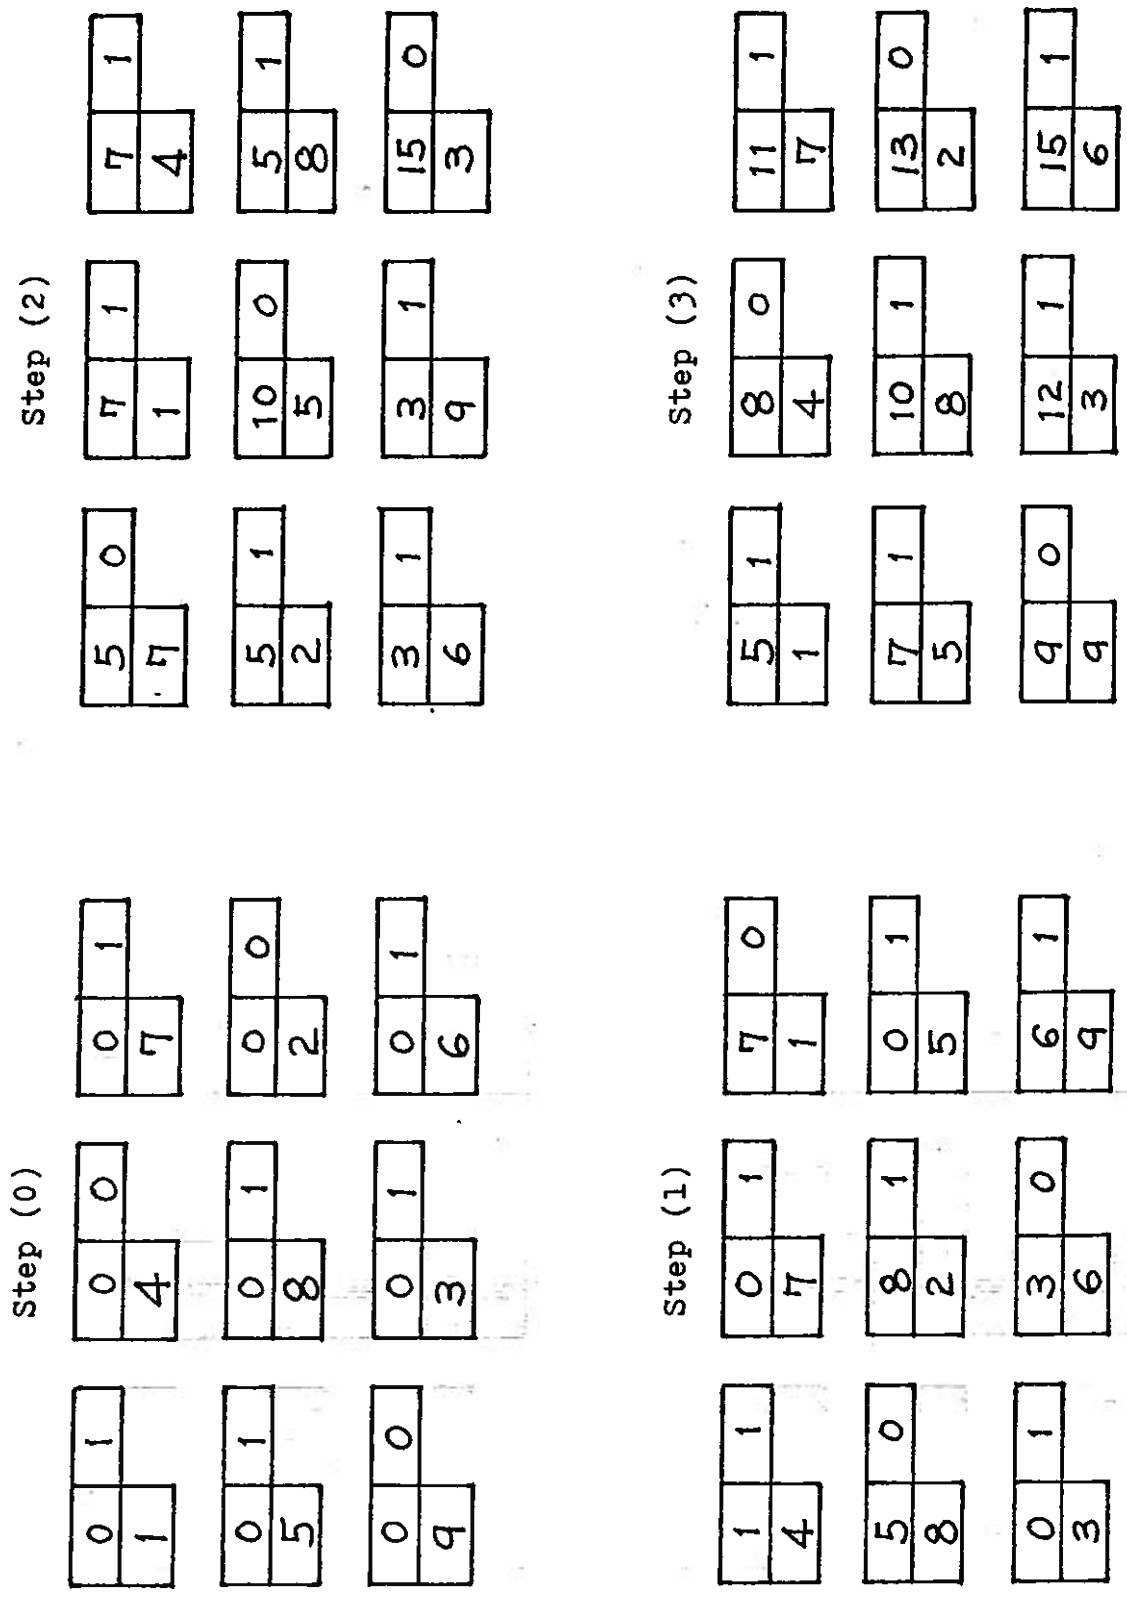 Step (0)
0 1 0 0 0 1
1 4 7
0 1 0 1 0 0
5 8 2
0 0 0 1 0 1
9 3 6
Step (2)
5 0 7 1 7 1
7 1 4
5 1 10 0 5 1
2 5 8
3 1 3 1 15 0
6 9 3
Step (1)
1 1 0 1 7 0
4 7 1
5 0 8 1 0 1
8 2 5
0 1 3 0 6 1
3 6 9
Step (3)
5 1 8 0 11 1
1 4 7
7 1 10 1 13 0
5 8 2
9 0 12 1 15 1
9 3 6